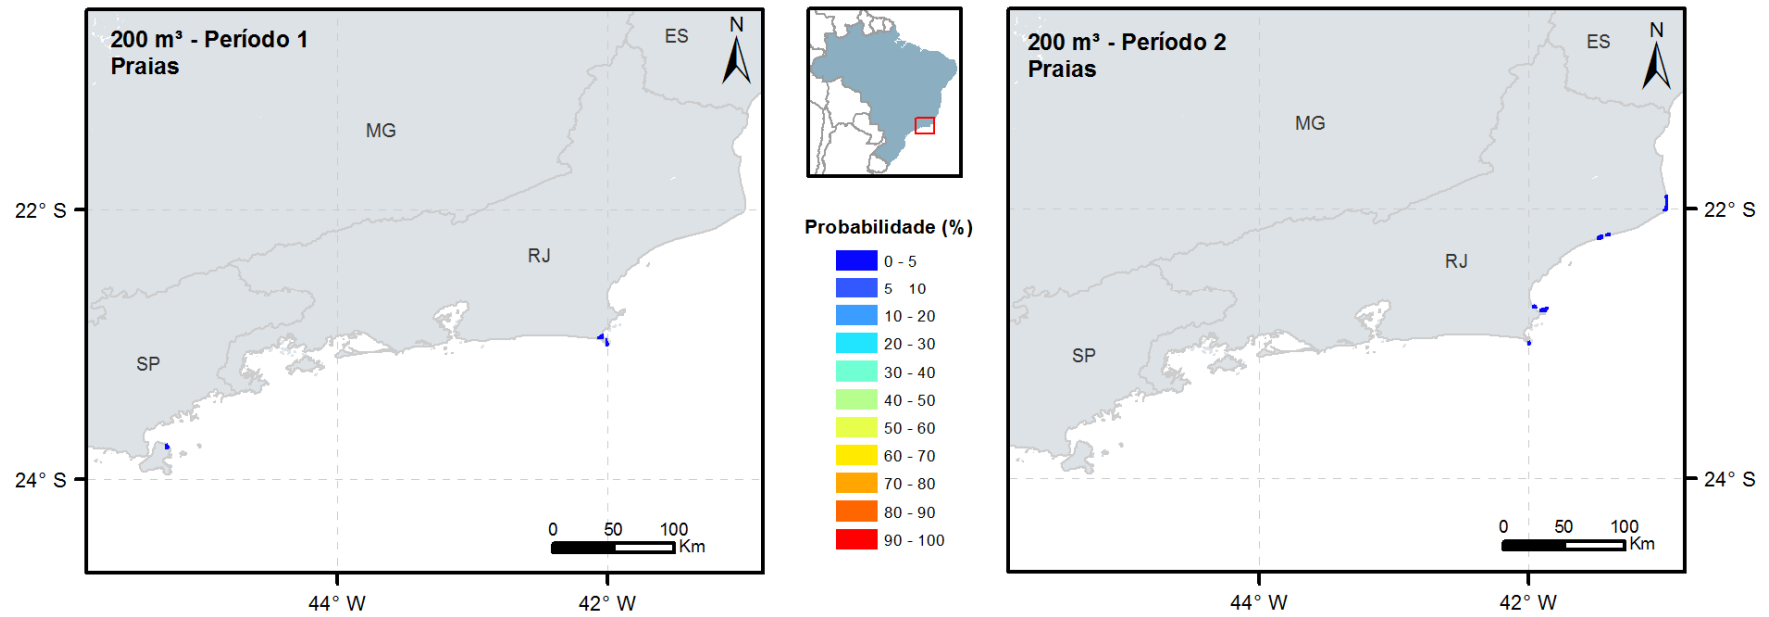 200 m³ - Período 1
Praias
N
ES
MG
RJ
SP
22° S
24° S
44° W
42° W
0 50 100
Km
Probabilidade (%)
0 - 5
5 10
10 - 20
20 - 30
30 - 40
40 - 50
50 - 60
60 - 70
70 - 80
80 - 90
90 - 100
200 m³ - Período 2
Praias
N
ES
MG
RJ
SP
22° S
24° S
0 50 100
Km
44° W
42° W